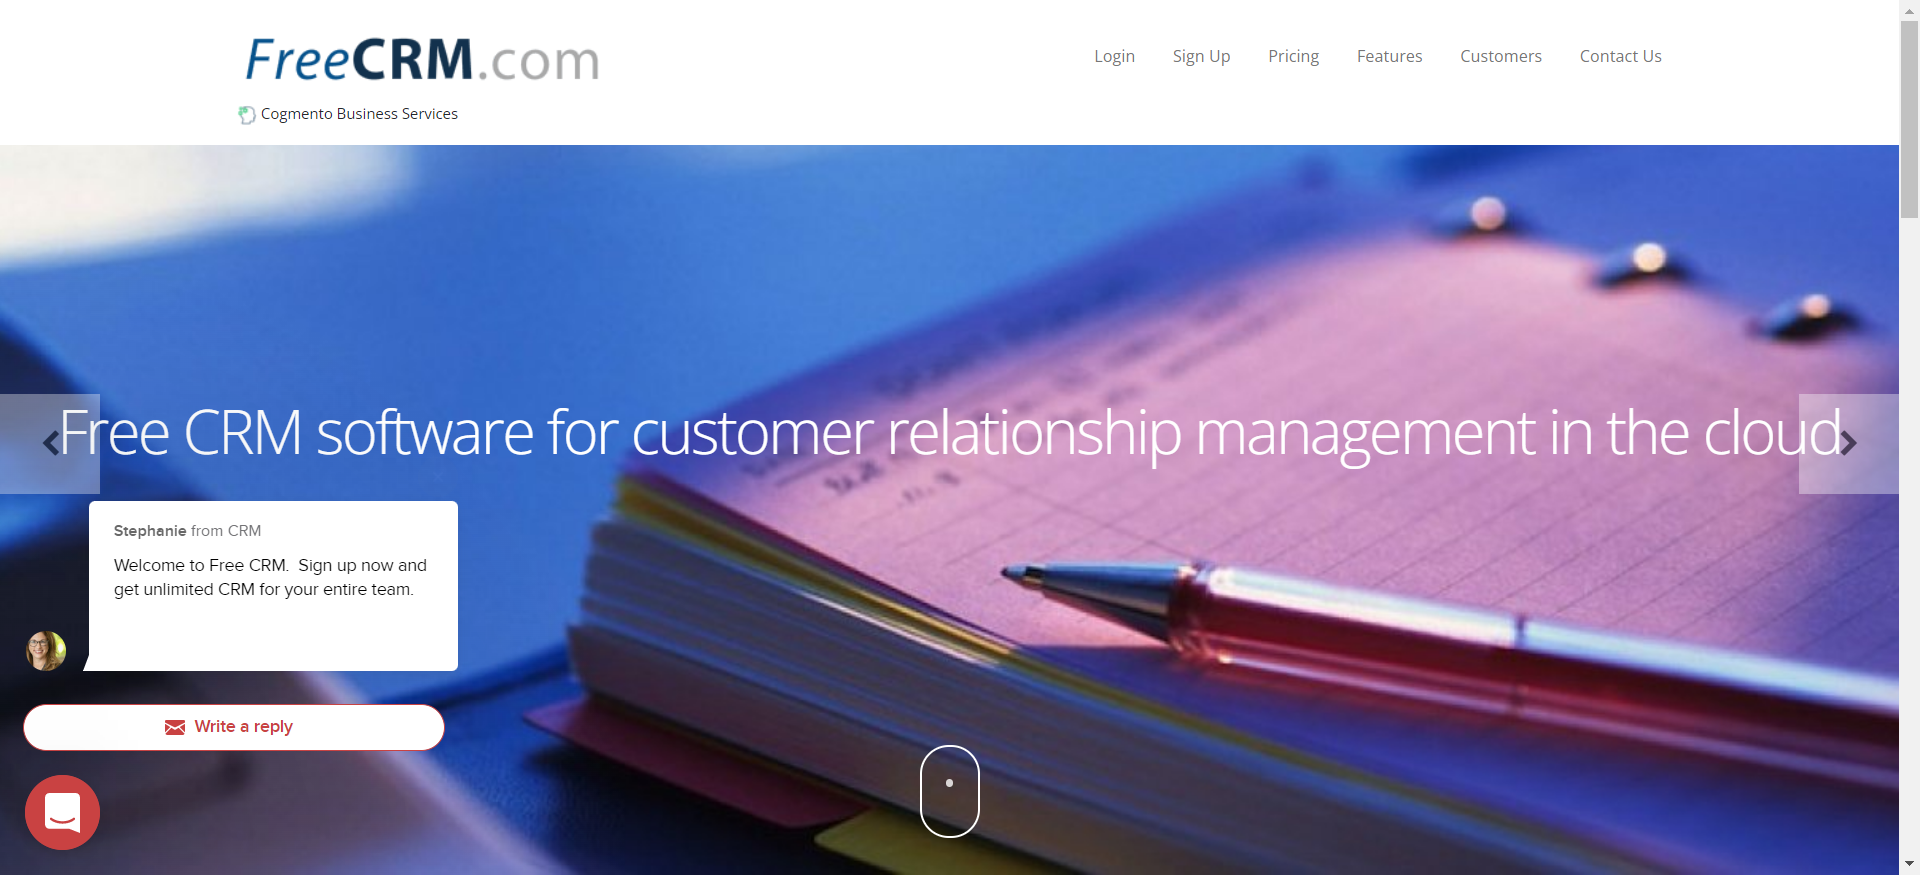 FreeCRM.com
Login Sign Up Pricing Features Customers Contact Us
Cogmento Business Services
Free CRM software for customer relationship management in the cloud
Stephanie from CRM
Welcome to Free CRM. Sign up now and
get unlimited CRM for your entire team.
Write a reply